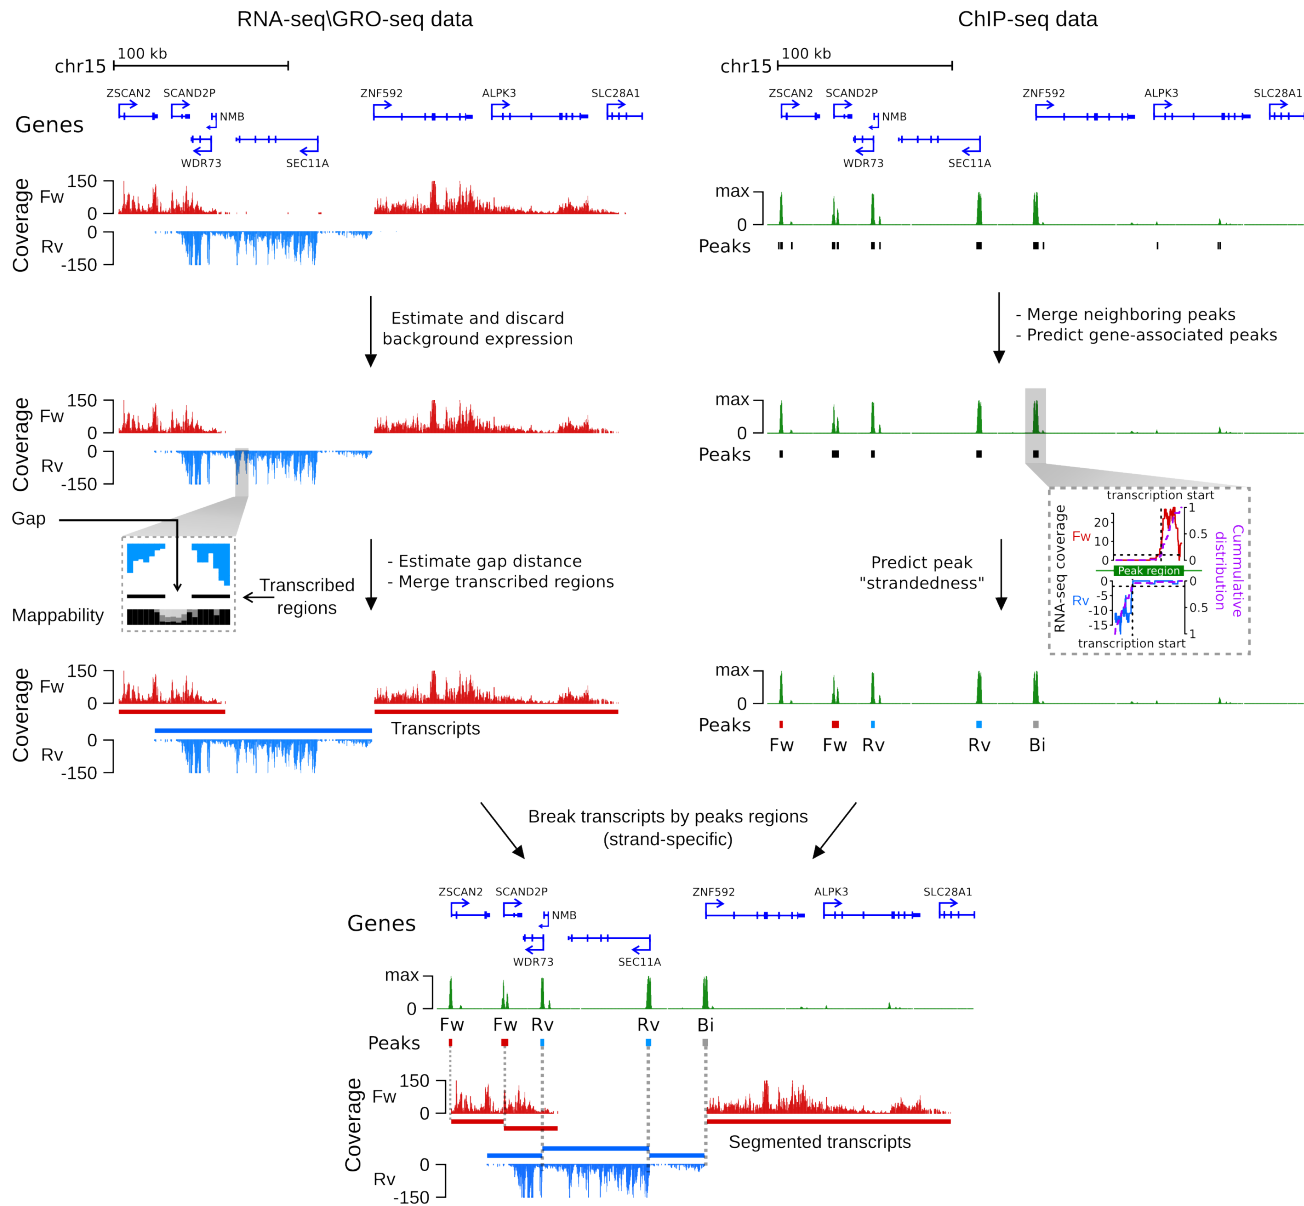 RNA-seq\GRO-seq data
100 kb
chr15
ZSCAN2 SCAND2P ZNF592 ALPK3 SLC28A1
Genes
NMB
WDR73 SEC11A
Coverage
Fw 150
0
Rv 0
-150
Estimate and discard
background expression
Coverage
Fw 150
0
Rv 0
-150
Gap
- Estimate gap distance
- Merge transcribed regions
Transcribed
regions
Mappability
Coverage
Fw 150
0
Transcripts
Rv 0
-150
ChIP-seq data
100 kb
chr15
ZSCAN2 SCAND2P ZNF592 ALPK3 SLC28A1
NMB
WDR73 SEC11A
max
0
Peaks
- Merge neighboring peaks
- Predict gene-associated peaks
max
0
Peaks
Predict peak
"strandedness"
transcription start
RNA-seq coverage
Fw
20
10
0
1
0.5
0
Cummulative
distribution
Peak region
Rv
0
-5
-10
-15
0
0.5
1
transcription start
max
0
Peaks
Fw Fw Rv Rv Bi
Break transcripts by peaks regions
(strand-specific)
ZSCAN2 SCAND2P ZNF592 ALPK3 SLC28A1
Genes
NMB
WDR73 SEC11A
max
0
Fw Fw Rv Rv Bi
Peaks
Coverage
Fw 150
0
Segmented transcripts
Rv 0
-150